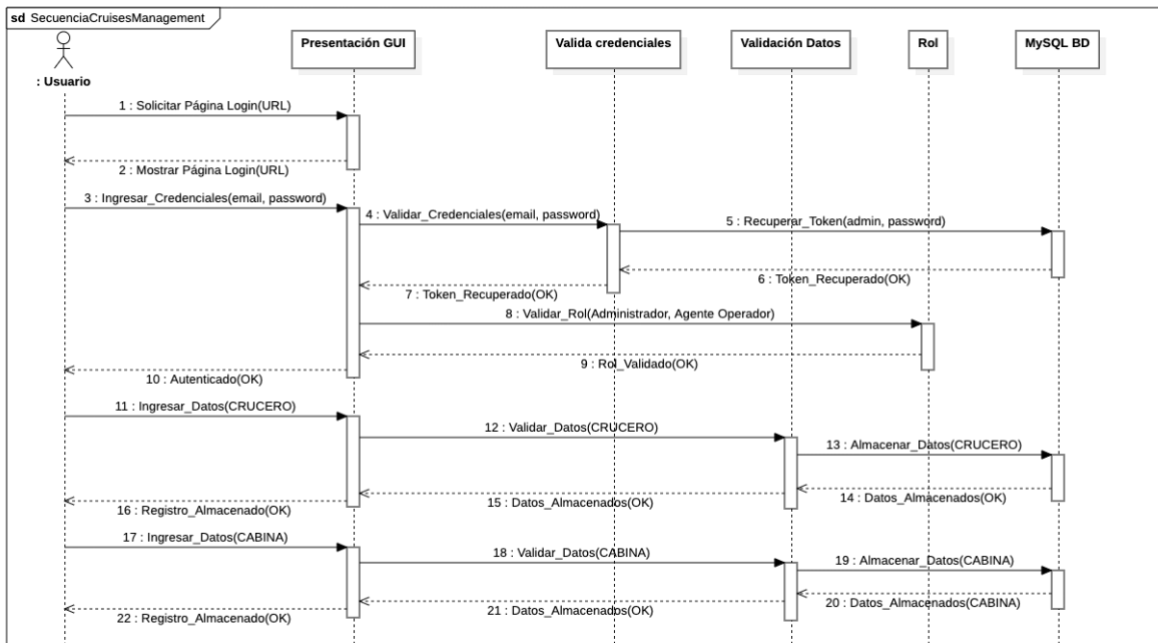 sd SecuenciaCruisesManagement
: Usuario
Presentación GUI
Valida credenciales
Validación Datos
Rol
MySQL BD
1 : Solicitar Página Login(URL)
2 : Mostrar Página Login(URL)
3 : Ingresar_Credenciales(email, password)
4 : Validar_Credenciales(email, password)
5 : Recuperar_Token(admin, password)
6 : Token_Recuperado(OK)
7 : Token_Recuperado(OK)
8 : Validar_Rol(Administrador, Agente Operador)
9 : Rol_Validado(OK)
10 : Autenticado(OK)
11 : Ingresar_Datos(CRUCERO)
12 : Validar_Datos(CRUCERO)
13 : Almacenar_Datos(CRUCERO)
14 : Datos_Almacenados(OK)
15 : Datos_Almacenados(OK)
16 : Registro_Almacenado(OK)
17 : Ingresar_Datos(CABINA)
18 : Validar_Datos(CABINA)
19 : Almacenar_Datos(CABINA)
20 : Datos_Almacenados(CABINA)
21 : Datos_Almacenados(OK)
22 : Registro_Almacenado(OK)